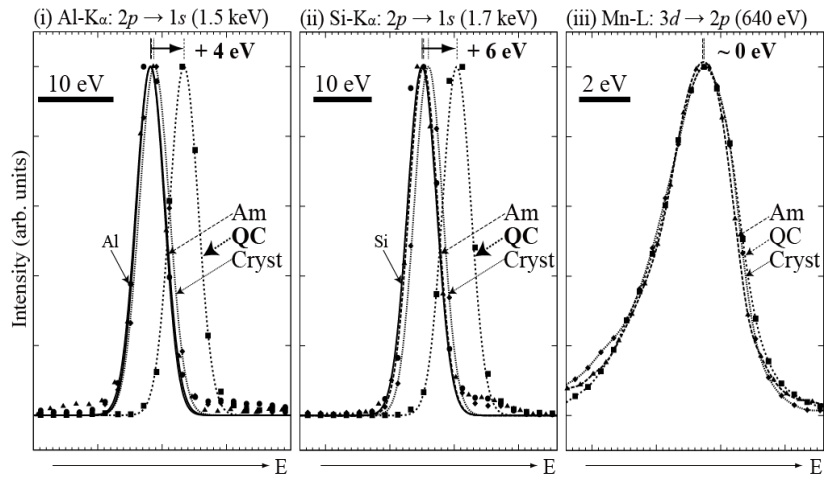 (i) Al-Kα: 2p → 1s (1.5 keV)
+ 4 eV
10 eV
Al
Am
QC
Cryst
Intensity (arb. units)
E
(ii) Si-Kα: 2p → 1s (1.7 keV)
+ 6 eV
10 eV
Si
Am
QC
Cryst
E
(iii) Mn-L: 3d → 2p (640 eV)
~ 0 eV
2 eV
Am
QC
Cryst
E